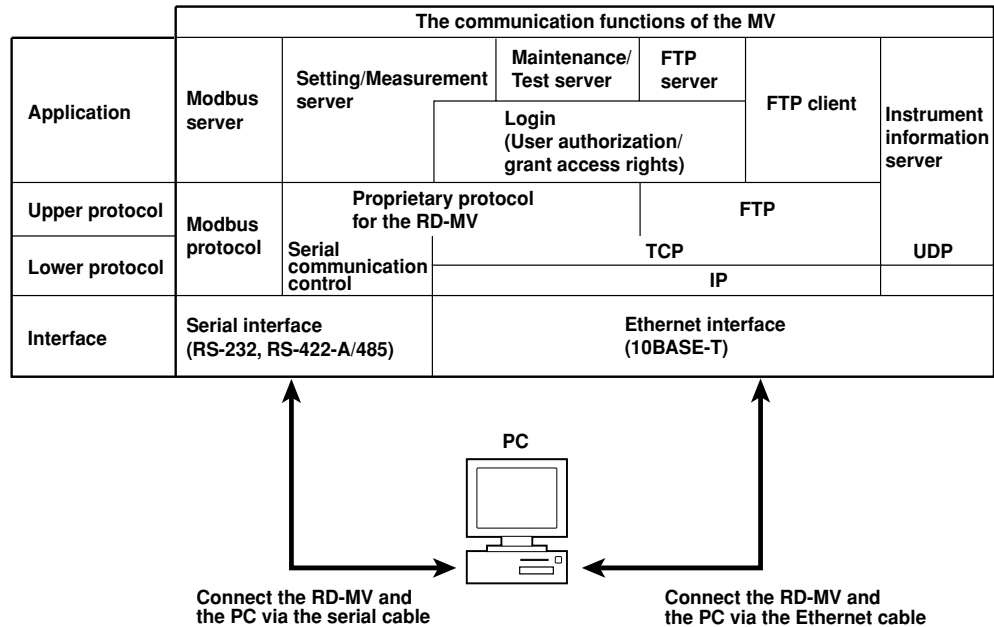 The communication functions of the MV
Application
Modbus
server
Setting/Measurement
server
Maintenance/
Test server
FTP
server
Login
(User authorization/
grant access rights)
FTP client
Instrument
information
server
Upper protocol
Modbus
protocol
Proprietary protocol
for the RD-MV
FTP
Lower protocol
Serial
communication
control
TCP
UDP
IP
Interface
Serial interface
(RS-232, RS-422-A/485)
Ethernet interface
(10BASE-T)
PC
Connect the RD-MV and
the PC via the serial cable
Connect the RD-MV and
the PC via the Ethernet cable